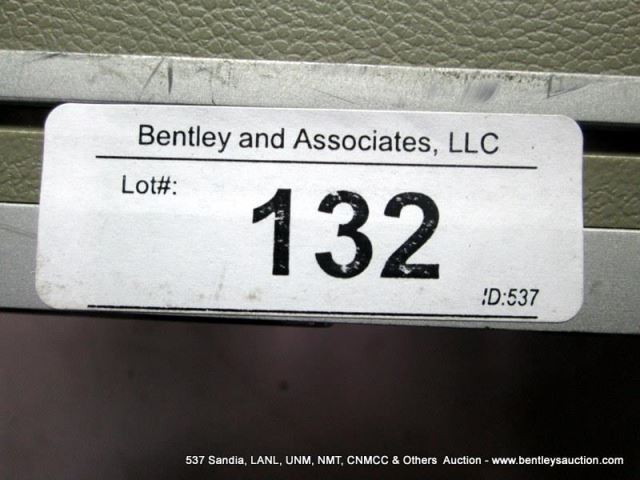 Bentley and Associates, LLC
Lot#:
132
ID:537
537 Sandia, LANL, UNM, NMT, CNMCC & Others Auction - www.bentleysauction.com